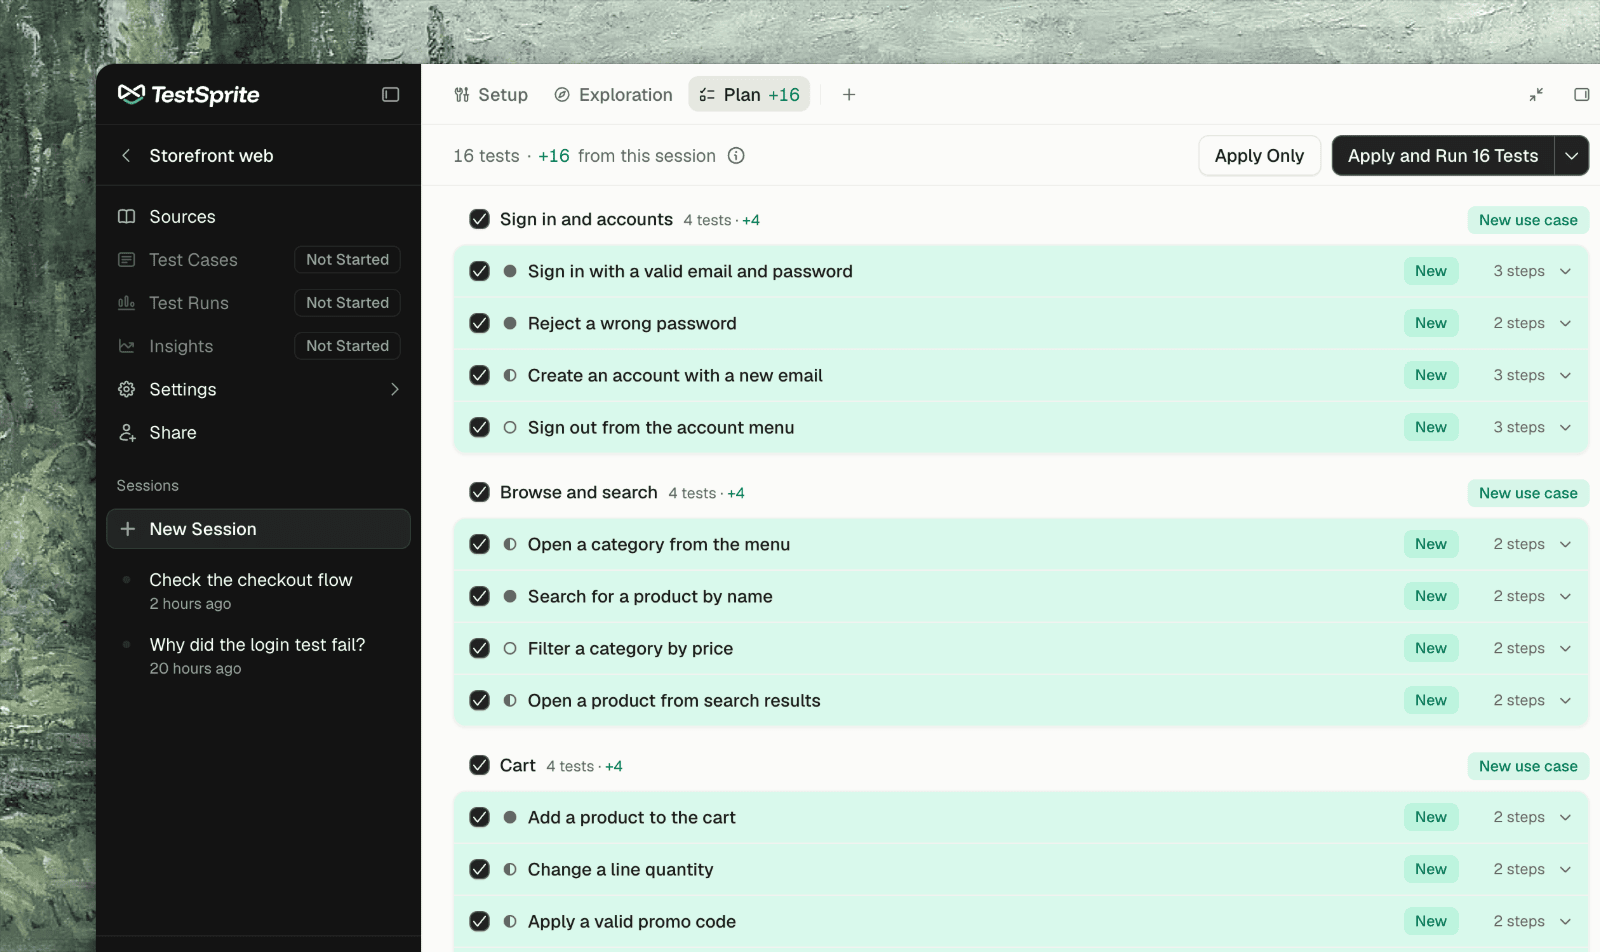 TestSprite
Storefront web
Sources
Test Cases Not Started
Test Runs Not Started
Insights Not Started
Settings
Share
Sessions
New Session
Check the checkout flow
2 hours ago
Why did the login test fail?
20 hours ago
Setup Exploration Plan +16
16 tests · +16 from this session Apply Only Apply and Run 16 Tests
Sign in and accounts 4 tests · +4 New use case
Sign in with a valid email and password New 3 steps
Reject a wrong password New 2 steps
Create an account with a new email New 3 steps
Sign out from the account menu New 3 steps
Browse and search 4 tests · +4 New use case
Open a category from the menu New 2 steps
Search for a product by name New 2 steps
Filter a category by price New 2 steps
Open a product from search results New 2 steps
Cart 4 tests · +4 New use case
Add a product to the cart New 2 steps
Change a line quantity New 2 steps
Apply a valid promo code New 2 steps